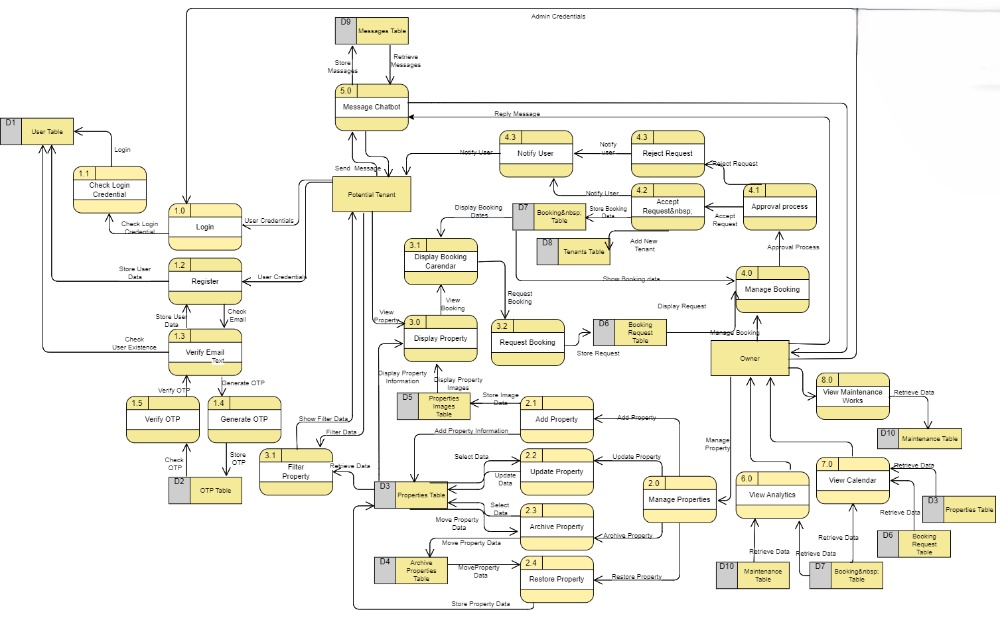 Admin Credentials
D9
Messages Table
Store
Massages
Retrieve
Messages
5.0
Message Chatbot
Reply Message
D1
User Table
Login
1.1
Check Login
Credential
Check Login
Credential
1.0
Login
User Credentials
Send Message
Potential Tenant
Notify User
4.3
Notify User
Notify
user
4.3
Reject Request
Reject Request
Notify User
4.2
Accept
Request&nbsp;
Accept
Request
4.1
Approval process
Display Booking
Dates
D7
Booking&nbsp;
Table
Store Booking
Data
D8
Tenants Table
Add New
Tenant
Approval Process
3.1
Display Booking
Carendar
1.2
Register
Store User
Data
User Credentials
Show Booking data
4.0
Manage Booking
View
Booking
Request
Booking
Display Request
Store User
Data
Check
Email
View
Property
3.0
Display Property
3.2
Request Booking
Store Request
D6
Booking
Request
Table
Manage Booking
Owner
Check
User Existence
1.3
Verify Email
Text
Verify OTP
Generate OTP
1.5
Verify OTP
1.4
Generate OTP
Check
OTP
Store
OTP
D2
OTP Table
Display Property
Information
Display Property
Images
D5
Properties
Images
Table
Store Image
Data
2.1
Add Property
Add Property
8.0
View Maintenance
Works
Retrieve Data
D10
Maintenance Table
Show Filter Data
Filter Data
Add Property Information
Manage
Property
3.1
Filter
Property
Retrieve Data
Select Data
Update
Data
2.2
Update Property
Update Property
D3
Properties Table
2.0
Manage Properties
6.0
View Analytics
7.0
View Calendar
Retrieve Data
D3
Properties Table
Retrieve Data
D6
Booking
Request
Table
Select
Data
Move Property
Data
2.3
Archive Property
Archive Property
Move Property Data
D4
Archive
Properties
Table
MoveProperty
Data
2.4
Restore Property
Restore Property
Store Property Data
Retrieve Data
Retrieve Data
Retrieve Data
D10
Maintenance
Table
D7
Booking&nbsp;
Table